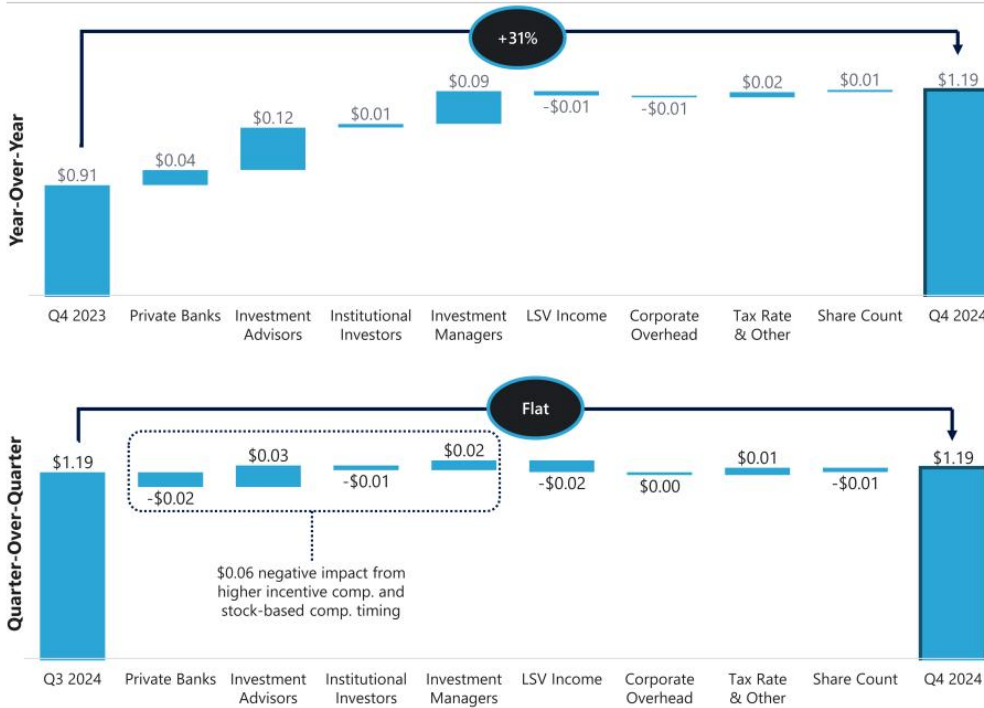 Year-Over-Year
+31%
$0.91
$0.04
$0.12
$0.01
$0.09
-$0.01
-$0.01
$0.02
$0.01
$1.19
Q4 2023
Private Banks
Investment
Advisors
Institutional
Investors
Investment
Managers
LSV Income
Corporate
Overhead
Tax Rate
& Other
Share Count
Q4 2024
Quarter-Over-Quarter
Flat
$1.19
-$0.02
$0.03
-$0.01
$0.02
-$0.02
$0.00
$0.01
-$0.01
$1.19
$0.06 negative impact from
higher incentive comp. and
stock-based comp. timing
Q3 2024
Private Banks
Investment
Advisors
Institutional
Investors
Investment
Managers
LSV Income
Corporate
Overhead
Tax Rate
& Other
Share Count
Q4 2024